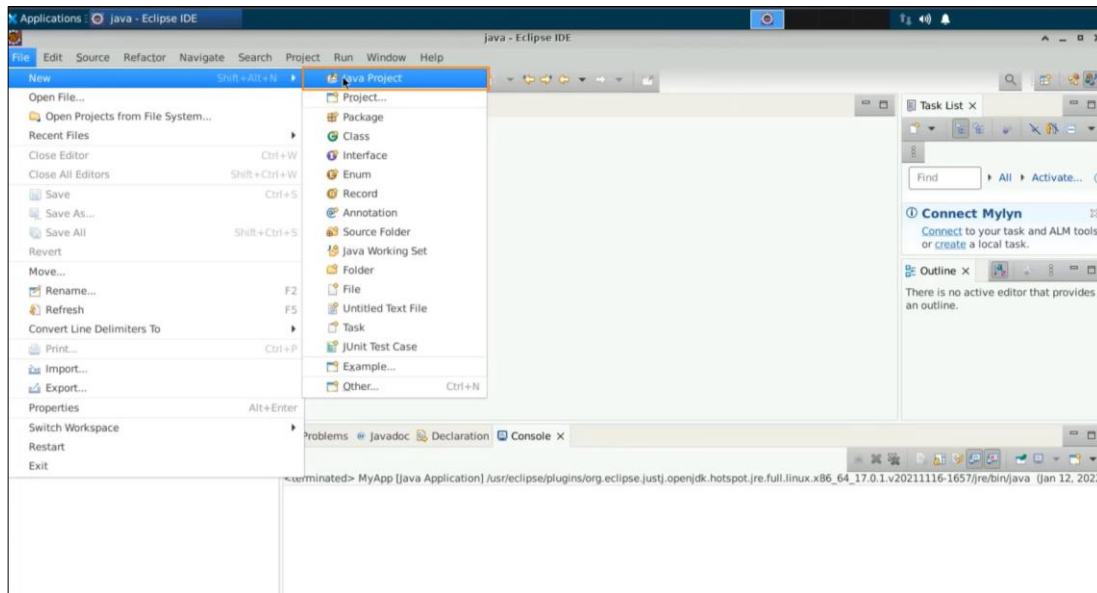 Applications : java - Eclipse IDE
java - Eclipse IDE
File Edit Source Refactor Navigate Search Project Run Window Help
New Shift+Alt+N
Open File...
Open Projects from File System...
Recent Files
Close Editor Ctrl+W
Close All Editors Shift+Ctrl+W
Save Ctrl+S
Save As...
Save All Shift+Ctrl+S
Revert
Move...
Rename... F2
Refresh F5
Convert Line Delimiters To
Print... Ctrl+P
Import...
Export...
Properties Alt+Enter
Switch Workspace
Restart
Exit
Java Project
Project...
Package
Class
Interface
Enum
Record
Annotation
Source Folder
Java Working Set
Folder
File
Untitled Text File
Task
JUnit Test Case
Example...
Other... Ctrl+N
Task List
Find All Activate...
Connect Mylyn
Connect to your task and ALM tools
or create a local task.
Outline
There is no active editor that provides
an outline.
Problems Javadoc Declaration Console
<terminated> MyApp [Java Application] /usr/eclipse/plugins/org.eclipse.justj.openjdk.hotspot.jre.full.linux.x86_64_17.0.1.v20211116-1657/jre/bin/java (Jan 12, 202